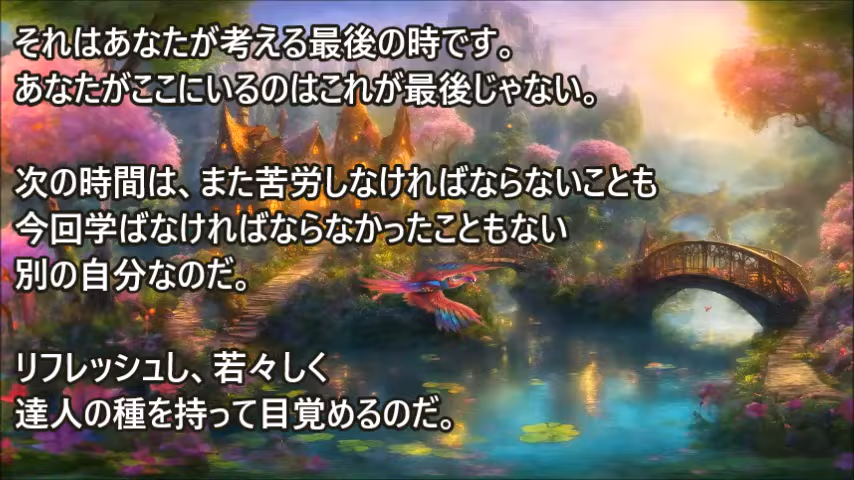 それはあなたが考える最後の時です。
あなたがここにいるのはこれが最後じゃない。
次の時間は、また苦労しなければならないことも
今回学ばなければならなかったこともない
別の自分なのだ。
リフレッシュし、若々しく
達人の種を持って目覚めるのだ。